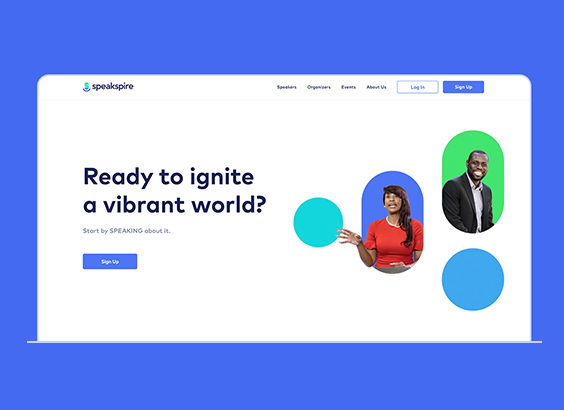 speakspire
Speakers Organizers Events About Us Log In Sign Up
Ready to ignite
a vibrant world?
Start by SPEAKING about it.
Sign Up